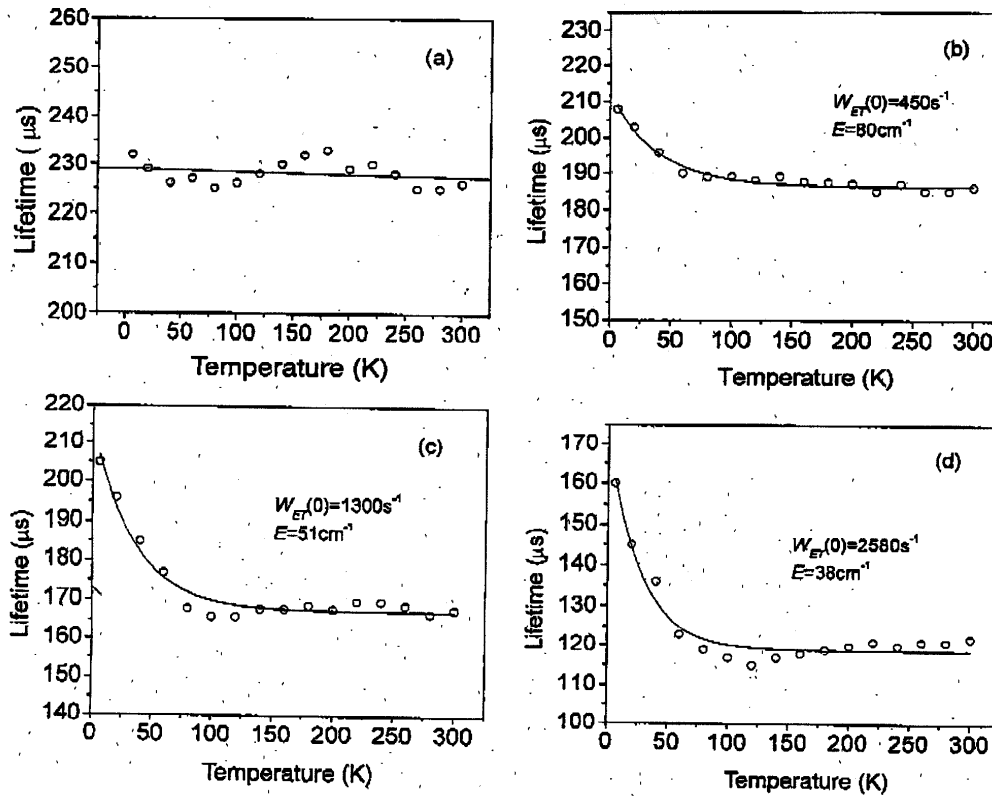 (a)
Lifetime ( μs)
260
250
240
230
220
210
200
0 50 100 150 200 250 300
Temperature (K)
(b)
W_ET(0)=450s⁻¹
E=80cm⁻¹
Lifetime (μs)
230
220
210
200
190
180
170
160
150
0 50 100 150 200 250 300
Temperature (K)
(c)
W_ET(0)=1300s⁻¹
E=51cm⁻¹
Lifetime (μs)
220
210
200
190
180
170
160
150
140
0 50 100 150 200 250 300
Temperature (K)
(d)
W_ET(0)=2580s⁻¹
E=38cm⁻¹
Lifetime (μs)
170
160
150
140
130
120
110
100
0 50 100 150 200 250 300
Temperature (K)